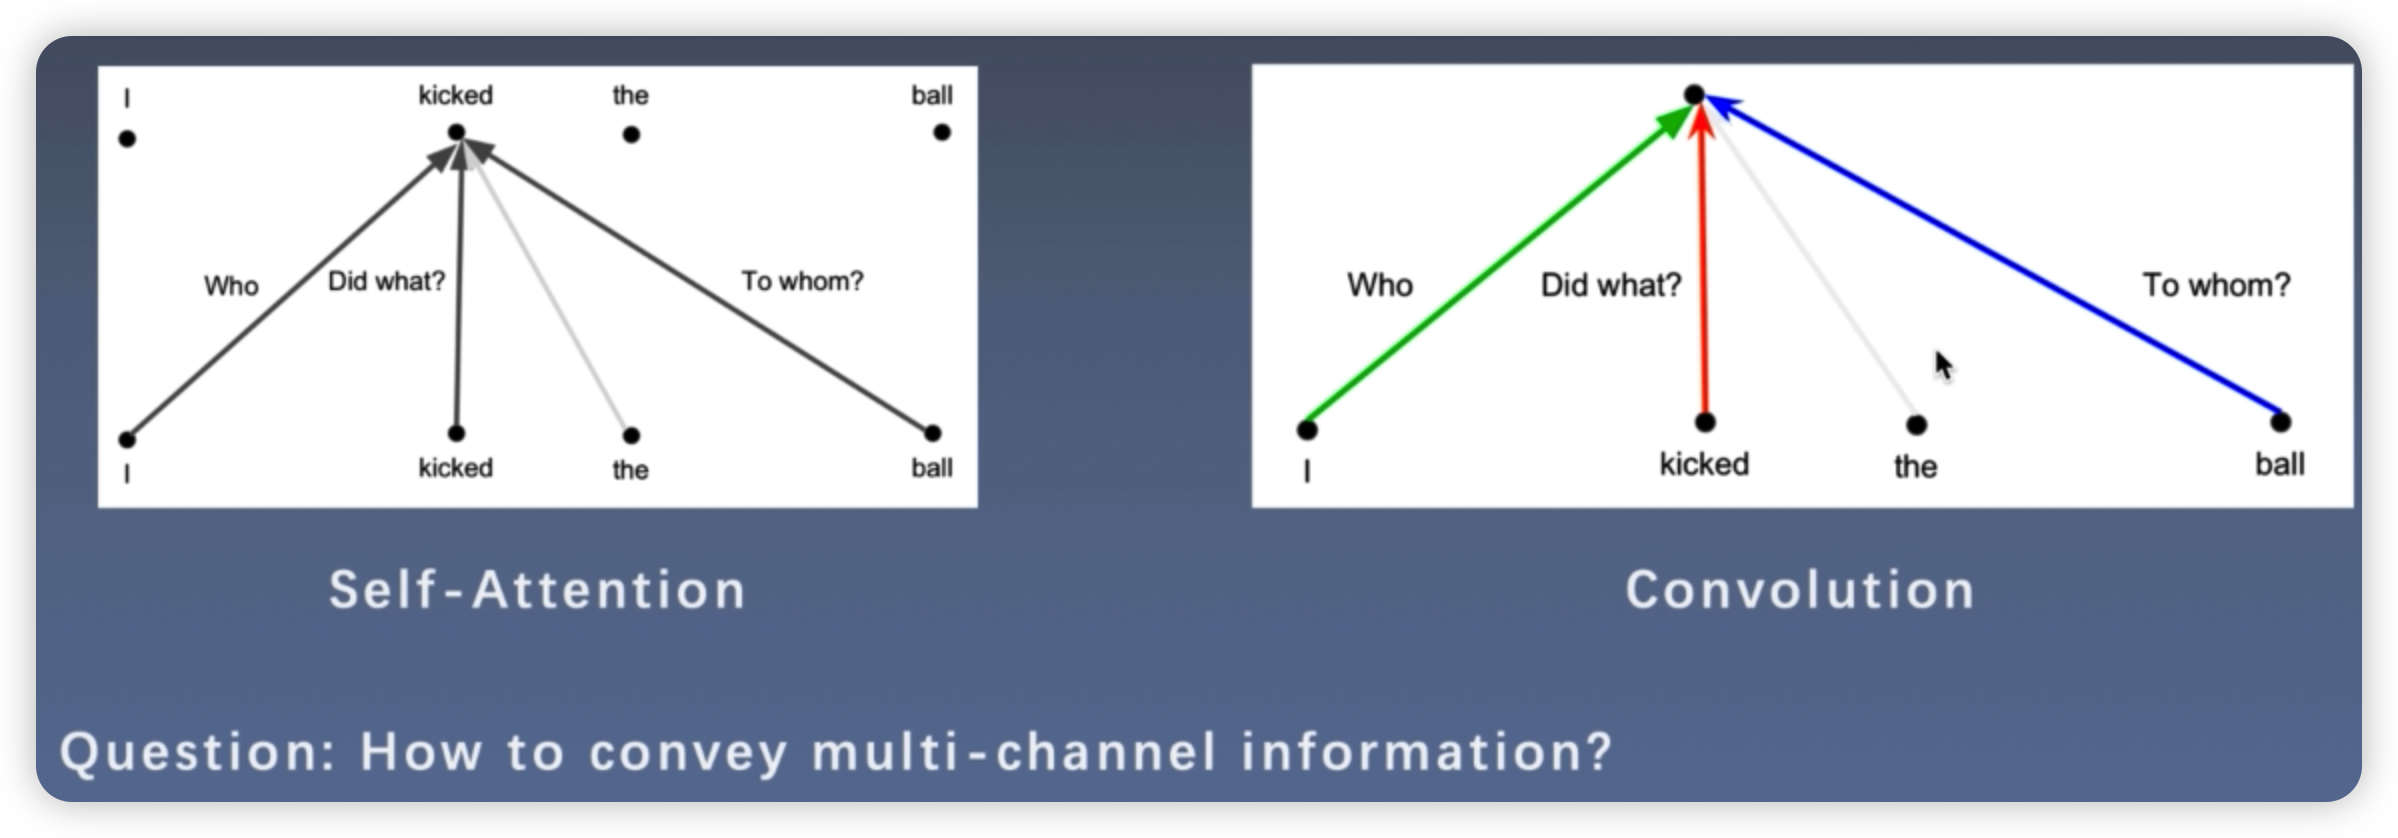 I kicked the ball
Who Did what? To whom?
I kicked the ball
Self-Attention
Who Did what? To whom?
I kicked the ball
Convolution
Question: How to convey multi-channel information?